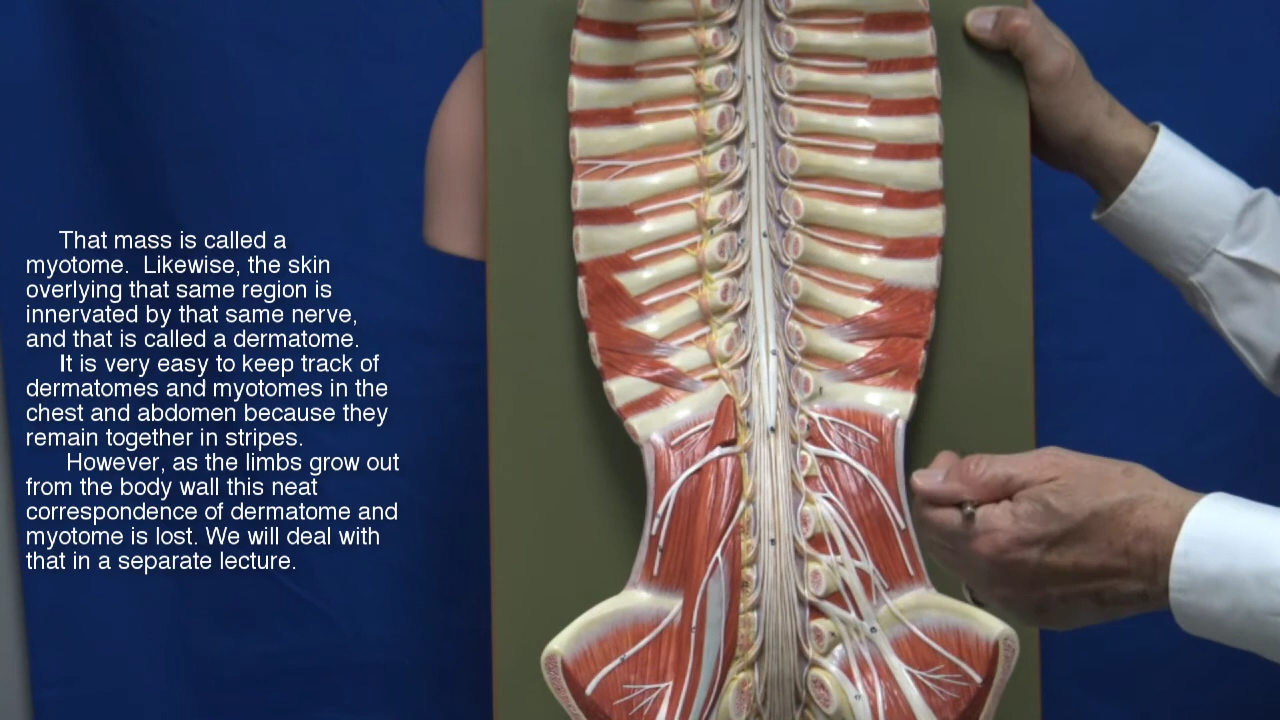 That mass is called a
myotome.  Likewise, the skin
overlying that same region is
innervated by that same nerve,
and that is called a dermatome.
It is very easy to keep track of
dermatomes and myotomes in the
chest and abdomen because they
remain together in stripes.
However, as the limbs grow out
from the body wall this neat
correspondence of dermatome and
myotome is lost. We will deal with
that in a separate lecture.